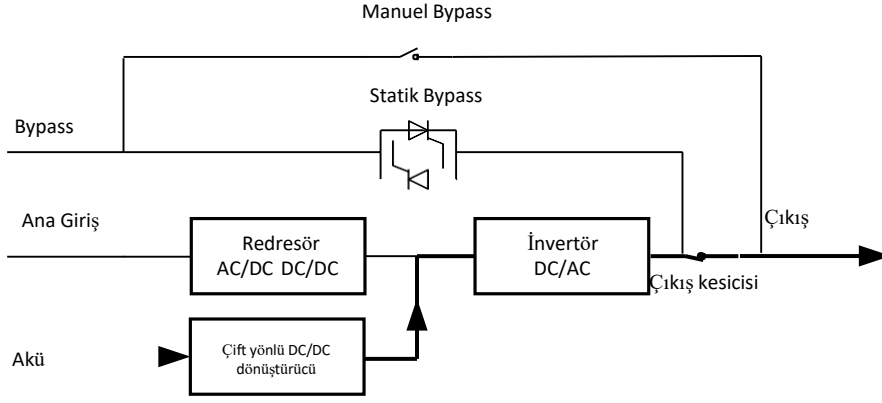 Manuel Bypass
Statik Bypass
Bypass
Ana Giriş
Redresör
AC/DC DC/DC
İnvertör
DC/AC
Çıkış
Çıkış kesicisi
Akü
Çift yönlü DC/DC
dönüştürücü